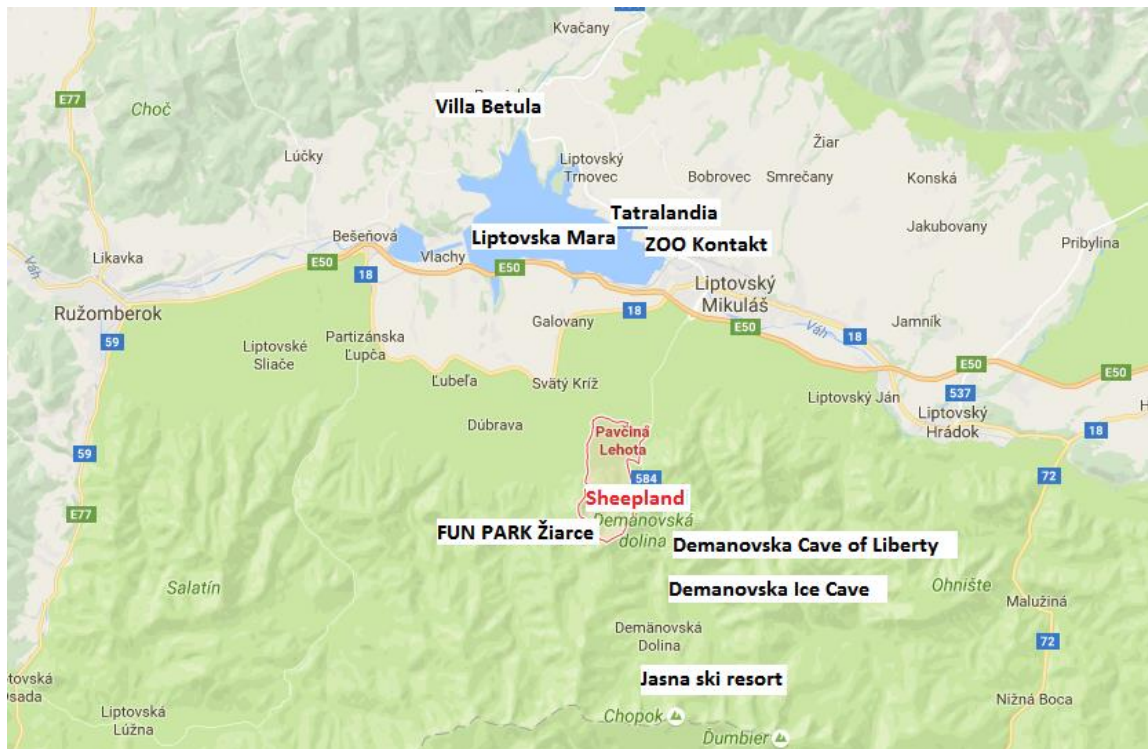 Kvačany
E77
Choč
Villa Betula
Lúčky
Liptovský
Trnovec
Žiar
Bobrovec
Smrečany
Konská
Tatralandia
Jakubovany
Bešeňová
Liptovska Mara
ZOO Kontakt
Pribylina
Likavka
Vlachy
Váh
E50
18
E50
Liptovský
Mikuláš
Ružomberok
18
Galovany
59
Partizánska
Ľupča
E50
Váh
18
Jamník
Liptovské
Sliače
E50
E50
Ľubeľa
Svätý Kríž
Liptovský Ján
537
Liptovský
Hrádok
H
18
Dúbrava
Pavčina
Lehota
59
584
72
Sheepland
E77
FUN PARK Žiarce
Demänovská
dolina
Demanovska Cave of Liberty
Salatín
Demanovska Ice Cave
Ohnište
Malužiná
Demänovská
Dolina
72
Jasna ski resort
Liptovská
Lúžna
Nižná Boca
Chopok
Ďumbier